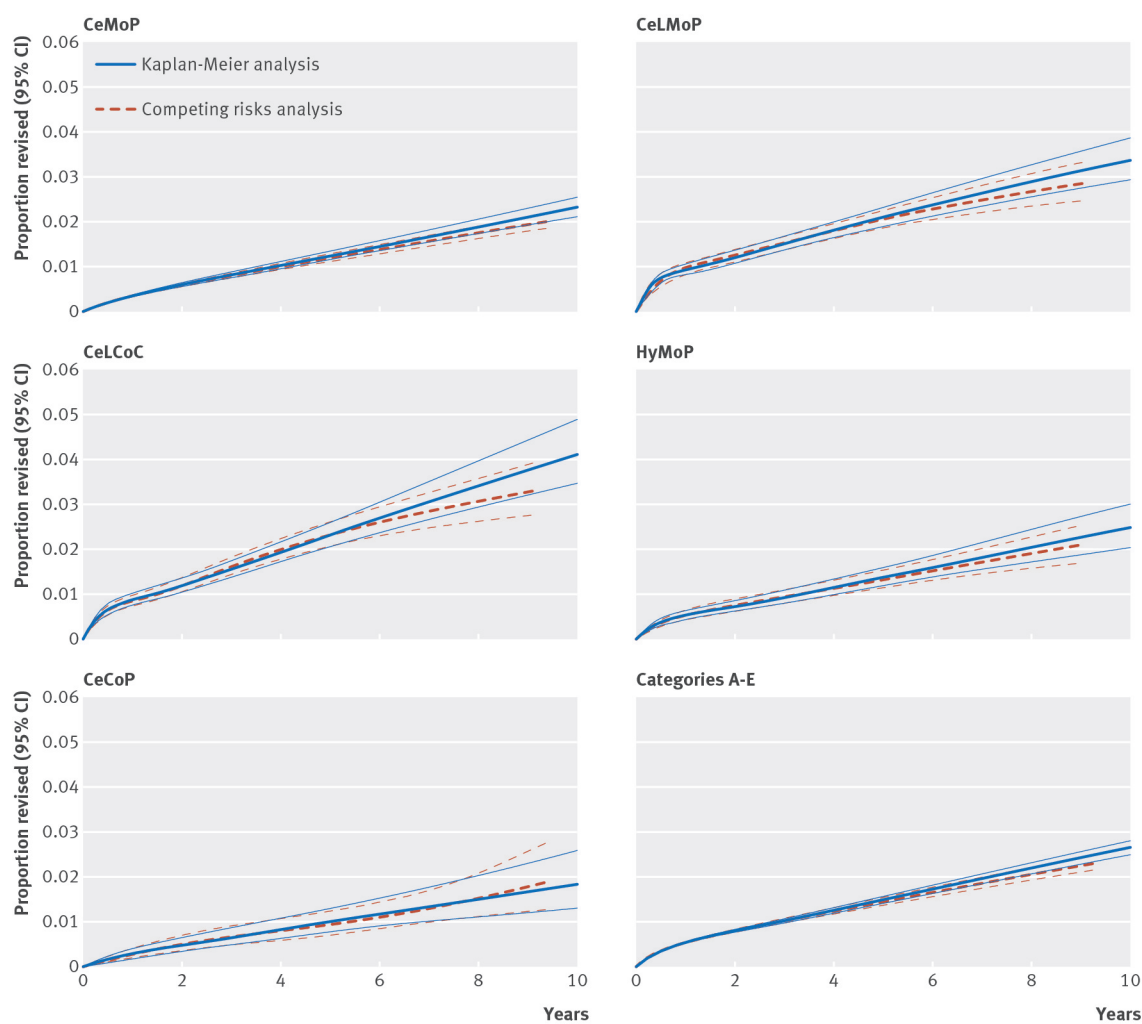 CeMoP
CeLMoP
Proportion revised (95% CI)
0.06
0.05
0.04
0.03
0.02
0.01
0
Kaplan-Meier analysis
Competing risks analysis
CeLCoC
HyMoP
Proportion revised (95% CI)
0.06
0.05
0.04
0.03
0.02
0.01
0
CeCoP
Categories A-E
Proportion revised (95% CI)
0.06
0.05
0.04
0.03
0.02
0.01
0
0 2 4 6 8 10
0 2 4 6 8 10
Years
Years